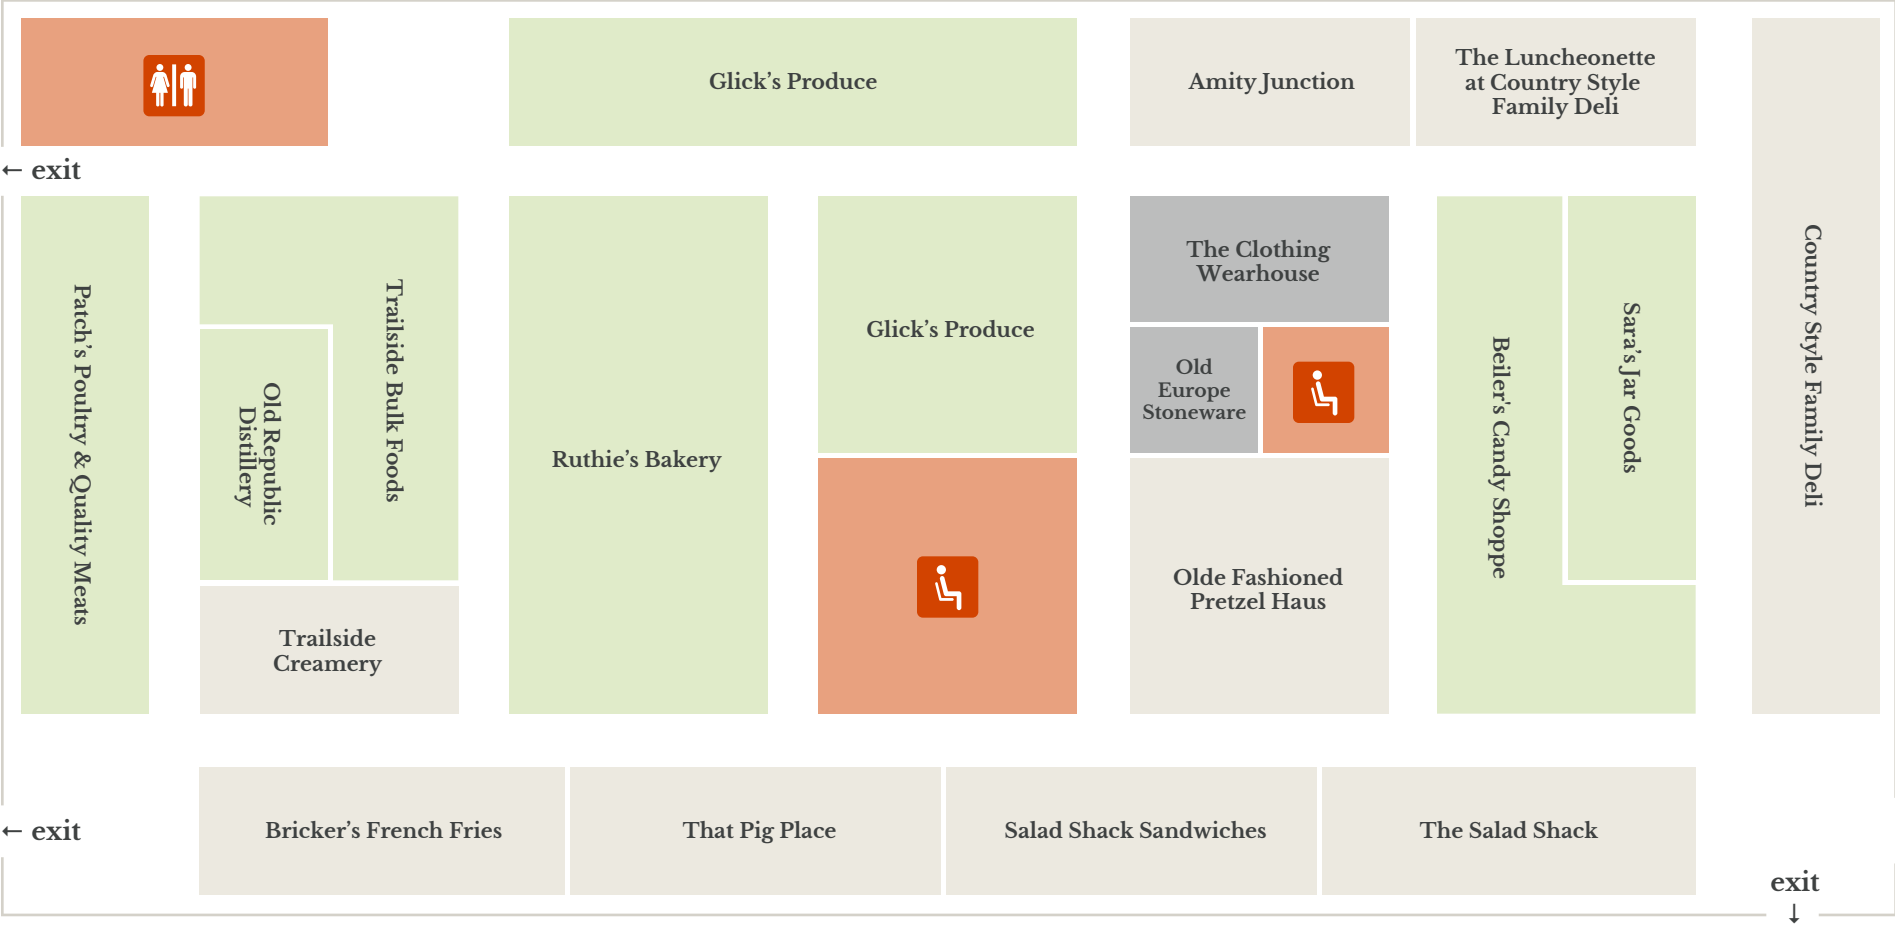 Glick’s Produce
Amity Junction
The Luncheonette
at Country Style
Family Deli
← exit
Patch’s Poultry & Quality Meats
Trailside Bulk Foods
Old Republic
Distillery
Trailside
Creamery
Ruthie’s Bakery
Glick’s Produce
The Clothing
Wearhouse
Old
Europe
Stoneware
Olde Fashioned
Pretzel Haus
Beiler's Candy Shoppe
Sara’s Jar Goods
Country Style Family Deli
← exit
Bricker’s French Fries
That Pig Place
Salad Shack Sandwiches
The Salad Shack
exit
↓